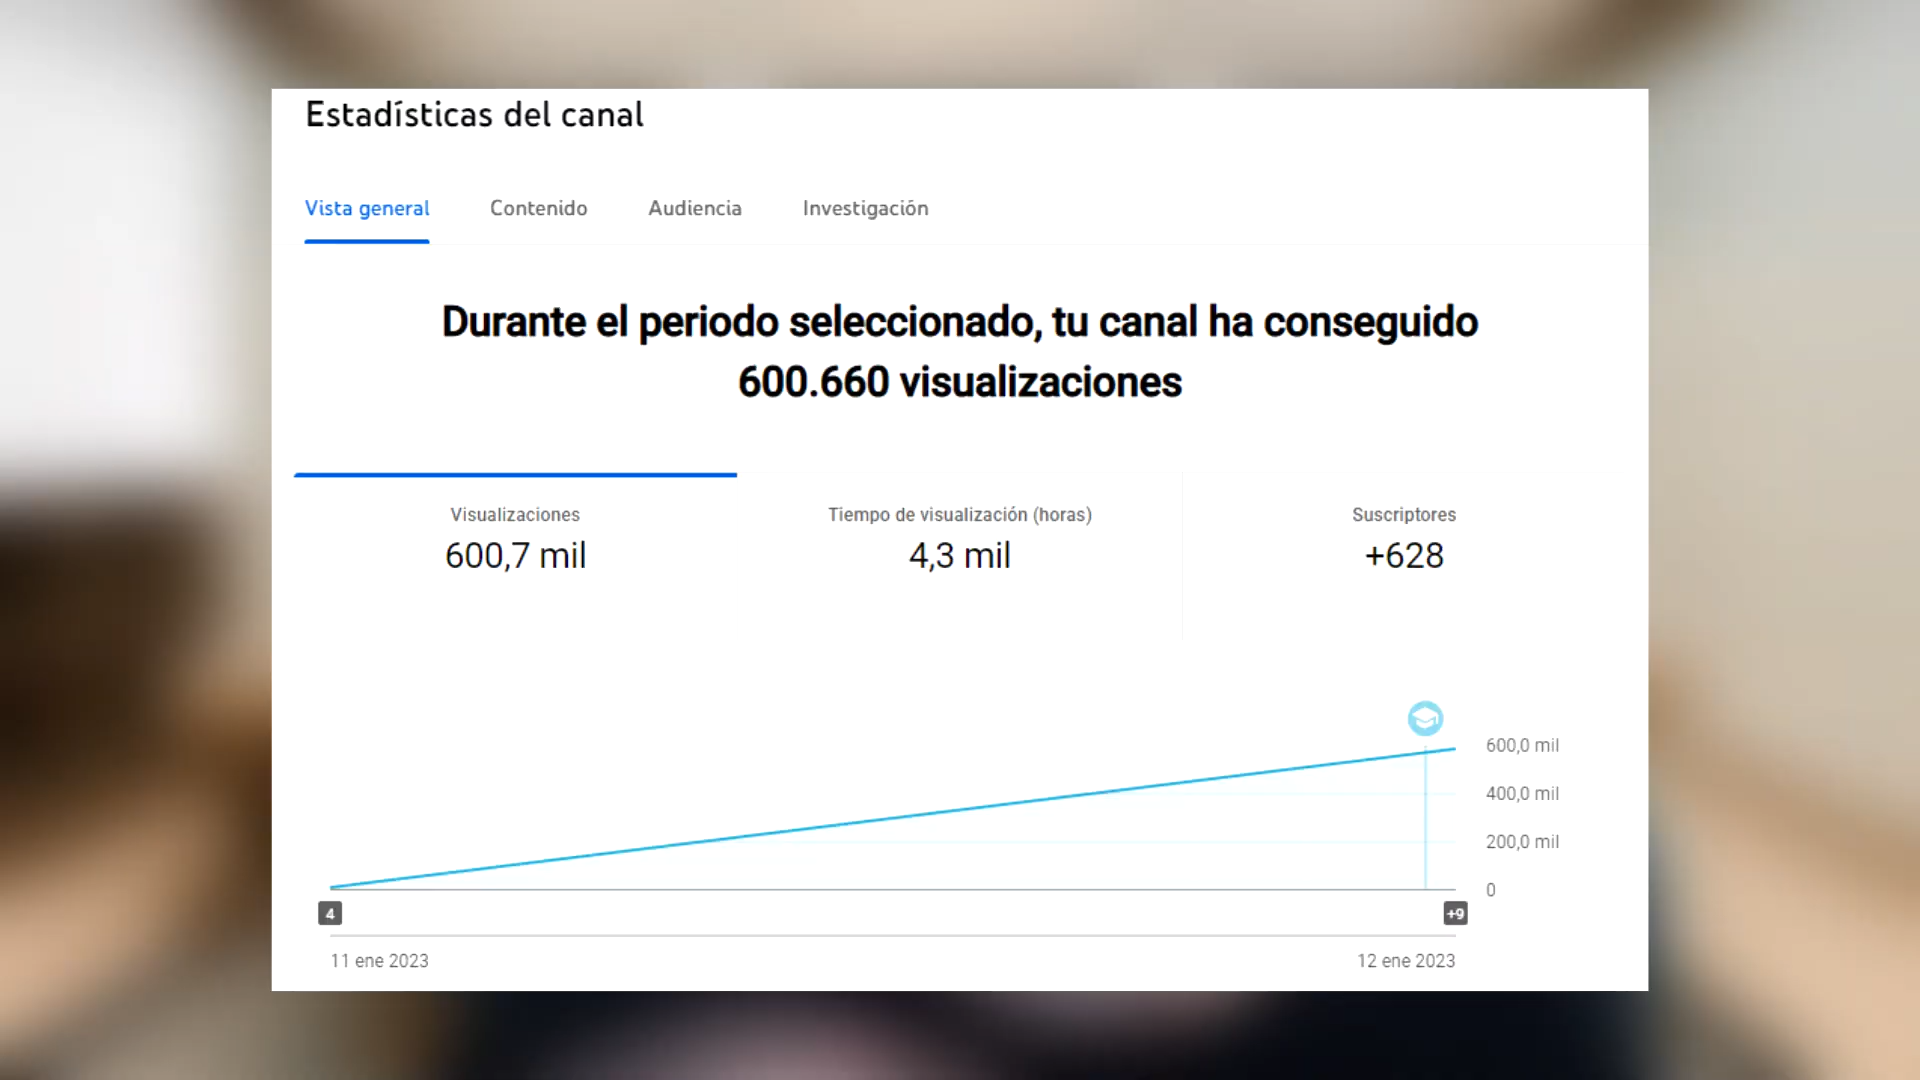 Estadísticas del canal
Vista general Contenido Audiencia Investigación
Durante el periodo seleccionado, tu canal ha conseguido
600.660 visualizaciones
Visualizaciones Tiempo de visualización (horas) Suscriptores
600,7 mil 4,3 mil +628
600,0 mil
400,0 mil
200,0 mil
0
4 +9
11 ene 2023 12 ene 2023